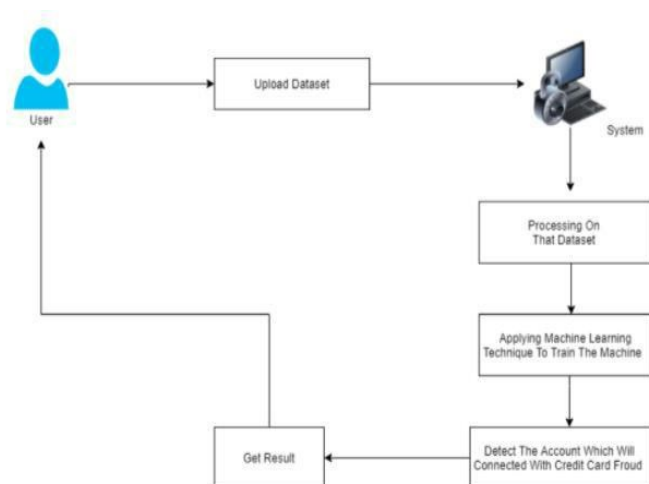 User
Upload Dataset
System
Processing On
That Dataset
Applying Machine Learning
Technique To Train The Machine
Detect The Account Which Will
Connected With Credit Card Froud
Get Result